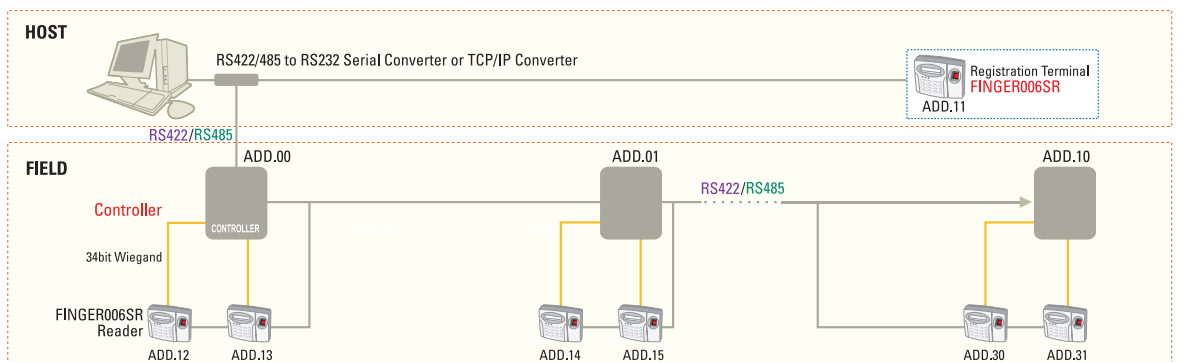 HOST
RS422/485 to RS232 Serial Converter or TCP/IP Converter
Registration Terminal
FINGER006SR
ADD.11
RS422/RS485
FIELD
ADD.00
ADD.01
ADD.10
RS422/RS485
Controller
CONTROLLER
34bit Wiegand
FINGER006SR
Reader
ADD.12
ADD.13
ADD.14
ADD.15
ADD.30
ADD.31